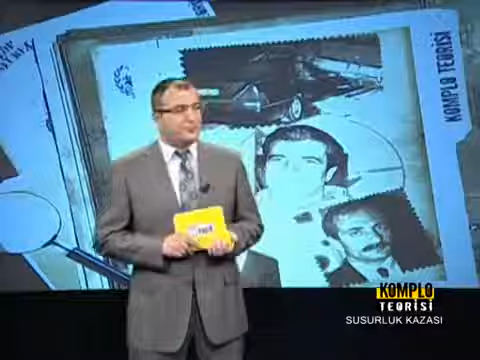 KOMPLO TEORİSİ
KOMPLO
TEORİSİ
SUSURLUK KAZASI